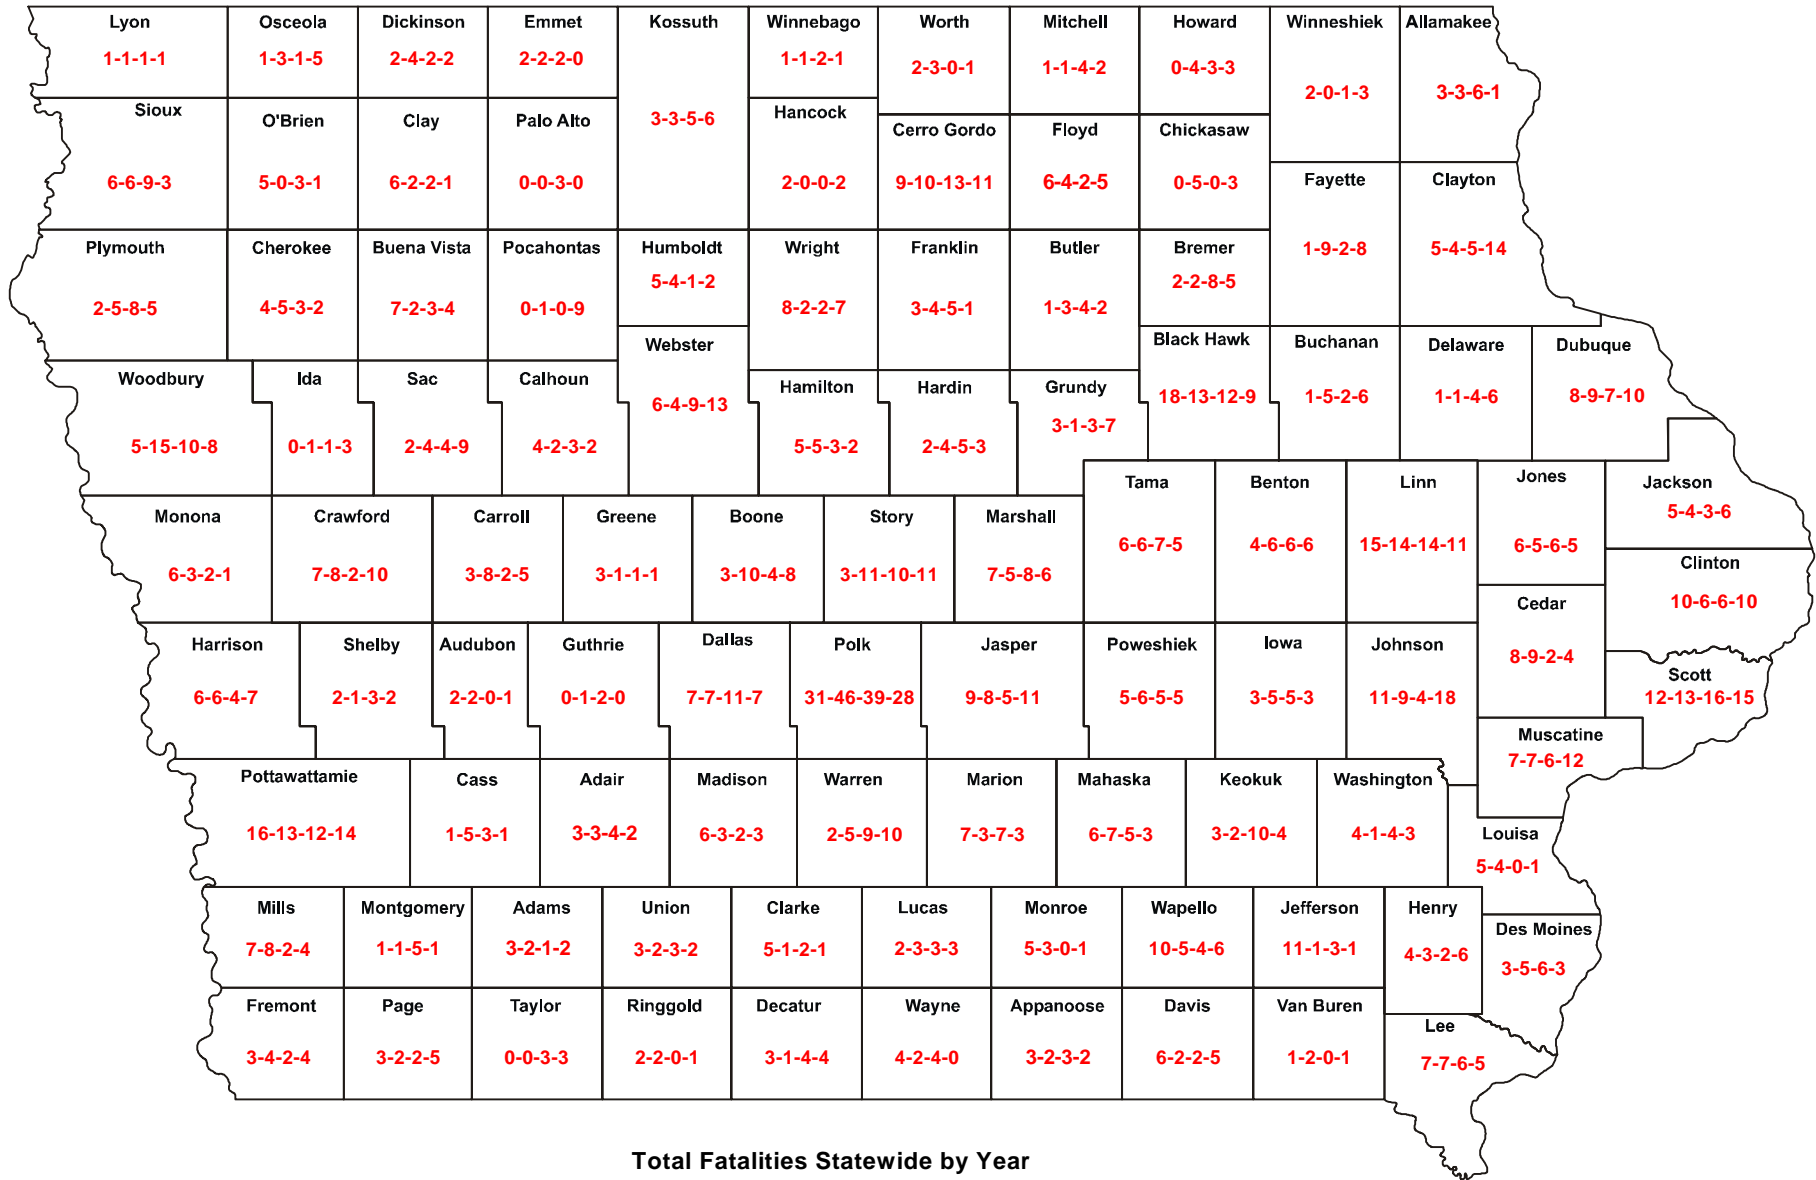 Lyon
1-1-1-1
Osceola
1-3-1-5
Dickinson
2-4-2-2
Emmet
2-2-2-0
Kossuth
3-3-5-6
Winnebago
1-1-2-1
Worth
2-3-0-1
Mitchell
1-1-4-2
Howard
0-4-3-3
Winneshiek
2-0-1-3
Allamakee
3-3-6-1
Sioux
6-6-9-3
O'Brien
5-0-3-1
Clay
6-2-2-1
Palo Alto
0-0-3-0
Hancock
2-0-0-2
Cerro Gordo
9-10-13-11
Floyd
6-4-2-5
Chickasaw
0-5-0-3
Fayette
1-9-2-8
Clayton
5-4-5-14
Plymouth
2-5-8-5
Cherokee
4-5-3-2
Buena Vista
7-2-3-4
Pocahontas
0-1-0-9
Humboldt
5-4-1-2
Wright
8-2-2-7
Franklin
3-4-5-1
Butler
1-3-4-2
Bremer
2-2-8-5
Woodbury
5-15-10-8
Ida
0-1-1-3
Sac
2-4-4-9
Calhoun
4-2-3-2
Webster
6-4-9-13
Hamilton
5-5-3-2
Hardin
2-4-5-3
Grundy
3-1-3-7
Black Hawk
18-13-12-9
Buchanan
1-5-2-6
Delaware
1-1-4-6
Dubuque
8-9-7-10
Monona
6-3-2-1
Crawford
7-8-2-10
Carroll
3-8-2-5
Greene
3-1-1-1
Boone
3-10-4-8
Story
3-11-10-11
Marshall
7-5-8-6
Tama
6-6-7-5
Benton
4-6-6-6
Linn
15-14-14-11
Jones
6-5-6-5
Jackson
5-4-3-6
Clinton
10-6-6-10
Cedar
8-9-2-4
Harrison
6-6-4-7
Shelby
2-1-3-2
Audubon
2-2-0-1
Guthrie
0-1-2-0
Dallas
7-7-11-7
Polk
31-46-39-28
Jasper
9-8-5-11
Poweshiek
5-6-5-5
Iowa
3-5-5-3
Johnson
11-9-4-18
Scott
12-13-16-15
Muscatine
7-7-6-12
Pottawattamie
16-13-12-14
Cass
1-5-3-1
Adair
3-3-4-2
Madison
6-3-2-3
Warren
2-5-9-10
Marion
7-3-7-3
Mahaska
6-7-5-3
Keokuk
3-2-10-4
Washington
4-1-4-3
Louisa
5-4-0-1
Mills
7-8-2-4
Montgomery
1-1-5-1
Adams
3-2-1-2
Union
3-2-3-2
Clarke
5-1-2-1
Lucas
2-3-3-3
Monroe
5-3-0-1
Wapello
10-5-4-6
Jefferson
11-1-3-1
Henry
4-3-2-6
Des Moines
3-5-6-3
Fremont
3-4-2-4
Page
3-2-2-5
Taylor
0-0-3-3
Ringgold
2-2-0-1
Decatur
3-1-4-4
Wayne
4-2-4-0
Appanoose
3-2-3-2
Davis
6-2-2-5
Van Buren
1-2-0-1
Lee
7-7-6-5
Total Fatalities Statewide by Year